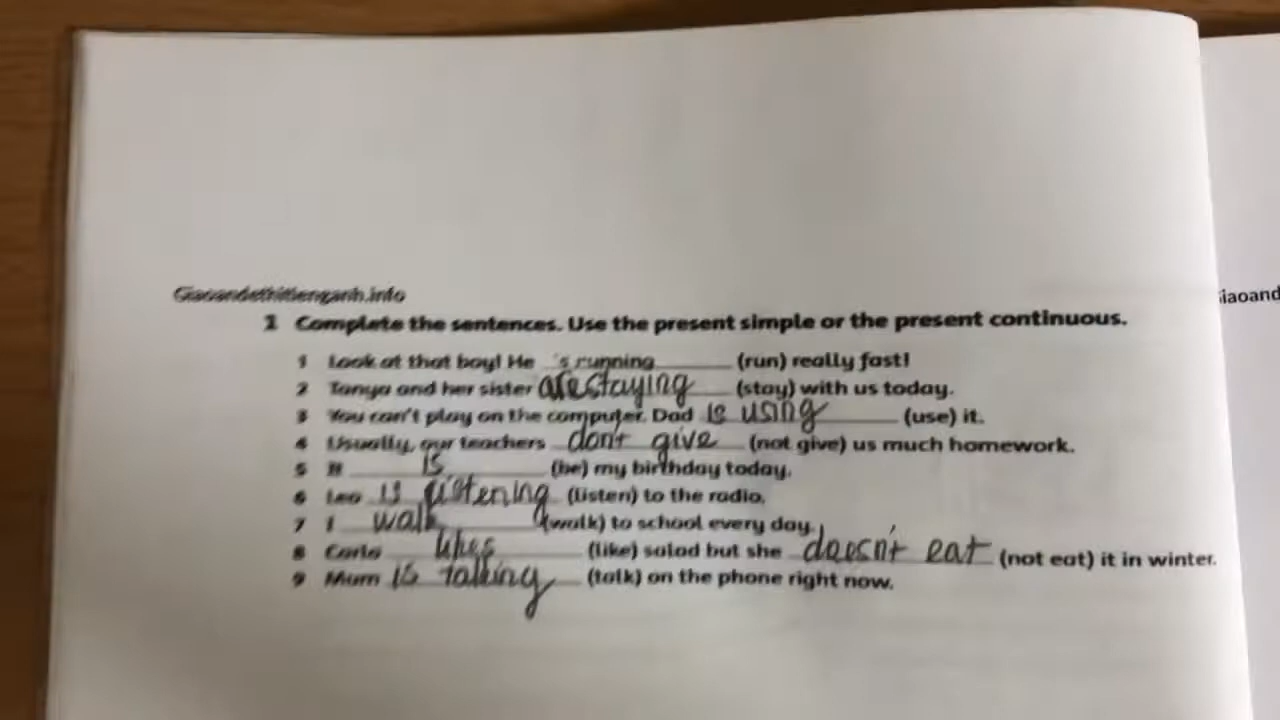 Giaoandethitienganh.info
iaoand
1 Complete the sentences. Use the present simple or the present continuous.
1 Look at that boy! He 's running (run) really fast!
2 Tanya and her sister are staying (stay) with us today.
3 You can't play on the computer. Dad is using (use) it.
4 Usually, our teachers don't give (not give) us much homework.
5 It is (be) my birthday today.
6 Leo is listening (listen) to the radio.
7 I walk (walk) to school every day.
8 Carla likes (like) salad but she doesn't eat (not eat) it in winter.
9 Mum is talking (talk) on the phone right now.